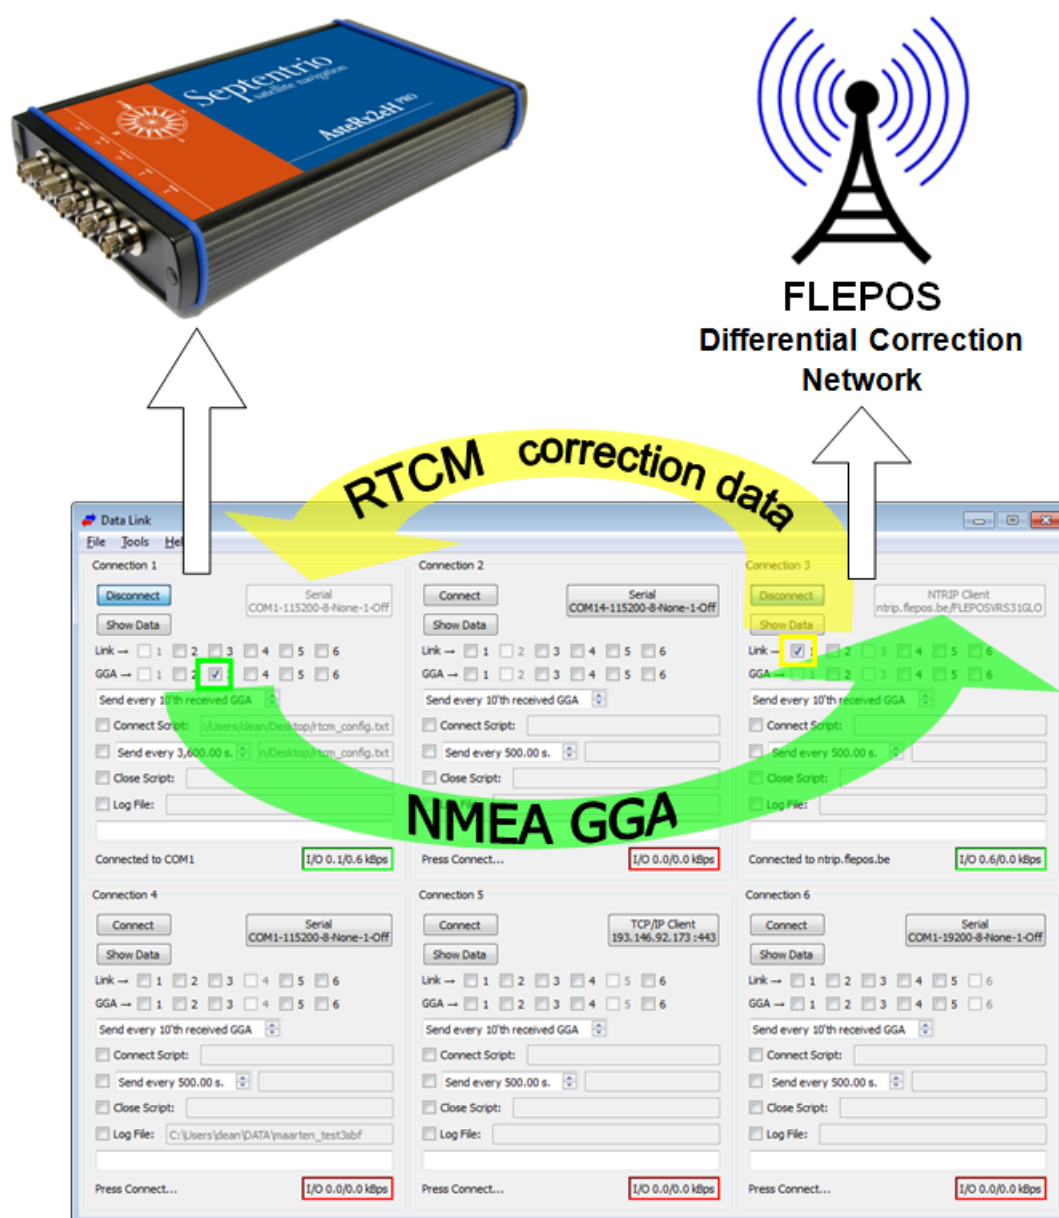 Septentrio
satellite navigation
AsteRx2eH PRO
FLEPOS
Differential Correction
Network
RTCM correction data
Data Link
File Tools Hel
Connection 1
Disconnect
Serial
COM1-115200-8-None-1-Off
Show Data
Link → 1 2 3 4 5 6
GGA → 1 2 4 5 6
Send every 10'th received GGA
Connect Script: :/Users/dean/Desktop/rtcm_config.txt
Send every 3,600.00 s. n/Desktop/rtcm_config.txt
Close Script:
Log File:
Connected to COM1
I/O 0.1/0.6 kBps
Connection 2
Connect
Serial
COM14-115200-8-None-1-Off
Show Data
Link → 1 2 3 4 5 6
GGA → 1 2 3 4 5 6
Send every 10'th received GGA
Connect Script:
Send every 500.00 s.
Close Script:
Log File:
Press Connect...
I/O 0.0/0.0 kBps
Connection 3
Disconnect
NTRIP Client
ntrip.flepos.be/FLEPOSVRS31GLO
Show Data
Link → 1 2 3 4 5 6
GGA → 1 2 3 4 5 6
Send every 10'th received GGA
Connect Script:
Send every 500.00 s.
Close Script:
Log File:
Connected to ntrip.flepos.be
I/O 0.6/0.0 kBps
NMEA GGA
Connection 4
Connect
Serial
COM1-115200-8-None-1-Off
Show Data
Link → 1 2 3 4 5 6
GGA → 1 2 3 4 5 6
Send every 10'th received GGA
Connect Script:
Send every 500.00 s.
Close Script:
Log File: C:\Users\dean\DATA\maarten_test3sbf
Press Connect...
I/O 0.0/0.0 kBps
Connection 5
Connect
TCP/IP Client
193.146.92.173:443
Show Data
Link → 1 2 3 4 5 6
GGA → 1 2 3 4 5 6
Send every 10'th received GGA
Connect Script:
Send every 500.00 s.
Close Script:
Log File:
Press Connect...
I/O 0.0/0.0 kBps
Connection 6
Connect
Serial
COM1-19200-8-None-1-Off
Show Data
Link → 1 2 3 4 5 6
GGA → 1 2 3 4 5 6
Send every 10'th received GGA
Connect Script:
Send every 500.00 s.
Close Script:
Log File:
Press Connect...
I/O 0.0/0.0 kBps